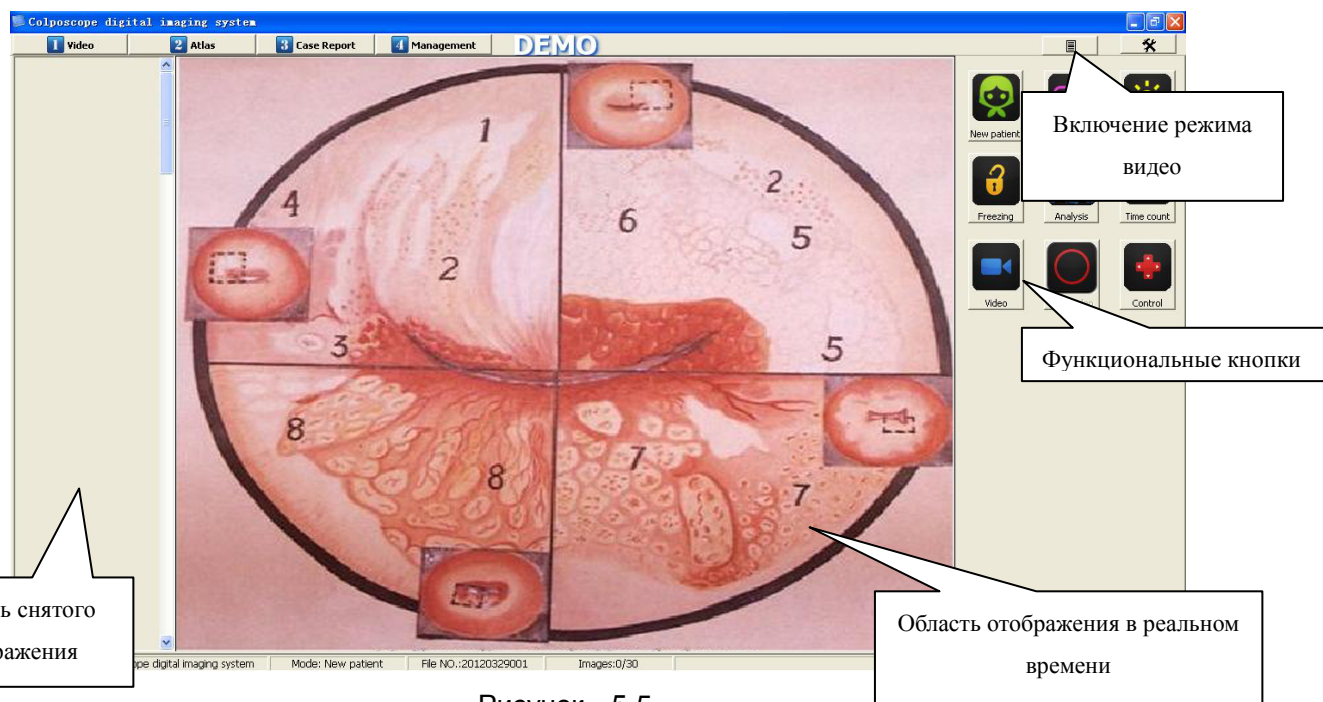 Colposcope digital imaging system
1 Video 2 Atlas 3 Case Report 4 Management DEMO
1
2
4
6
5
2
3
5
8
7
8
7
New patient
Включение режима
видео
Freezing Analysis Time count
Video Control
Функциональные кнопки
ь снятого
ражения
Область отображения в реальном
времени
ope digital imaging system Mode: New patient File NO.:20120329001 Images:0/30
Рисунок 5-5